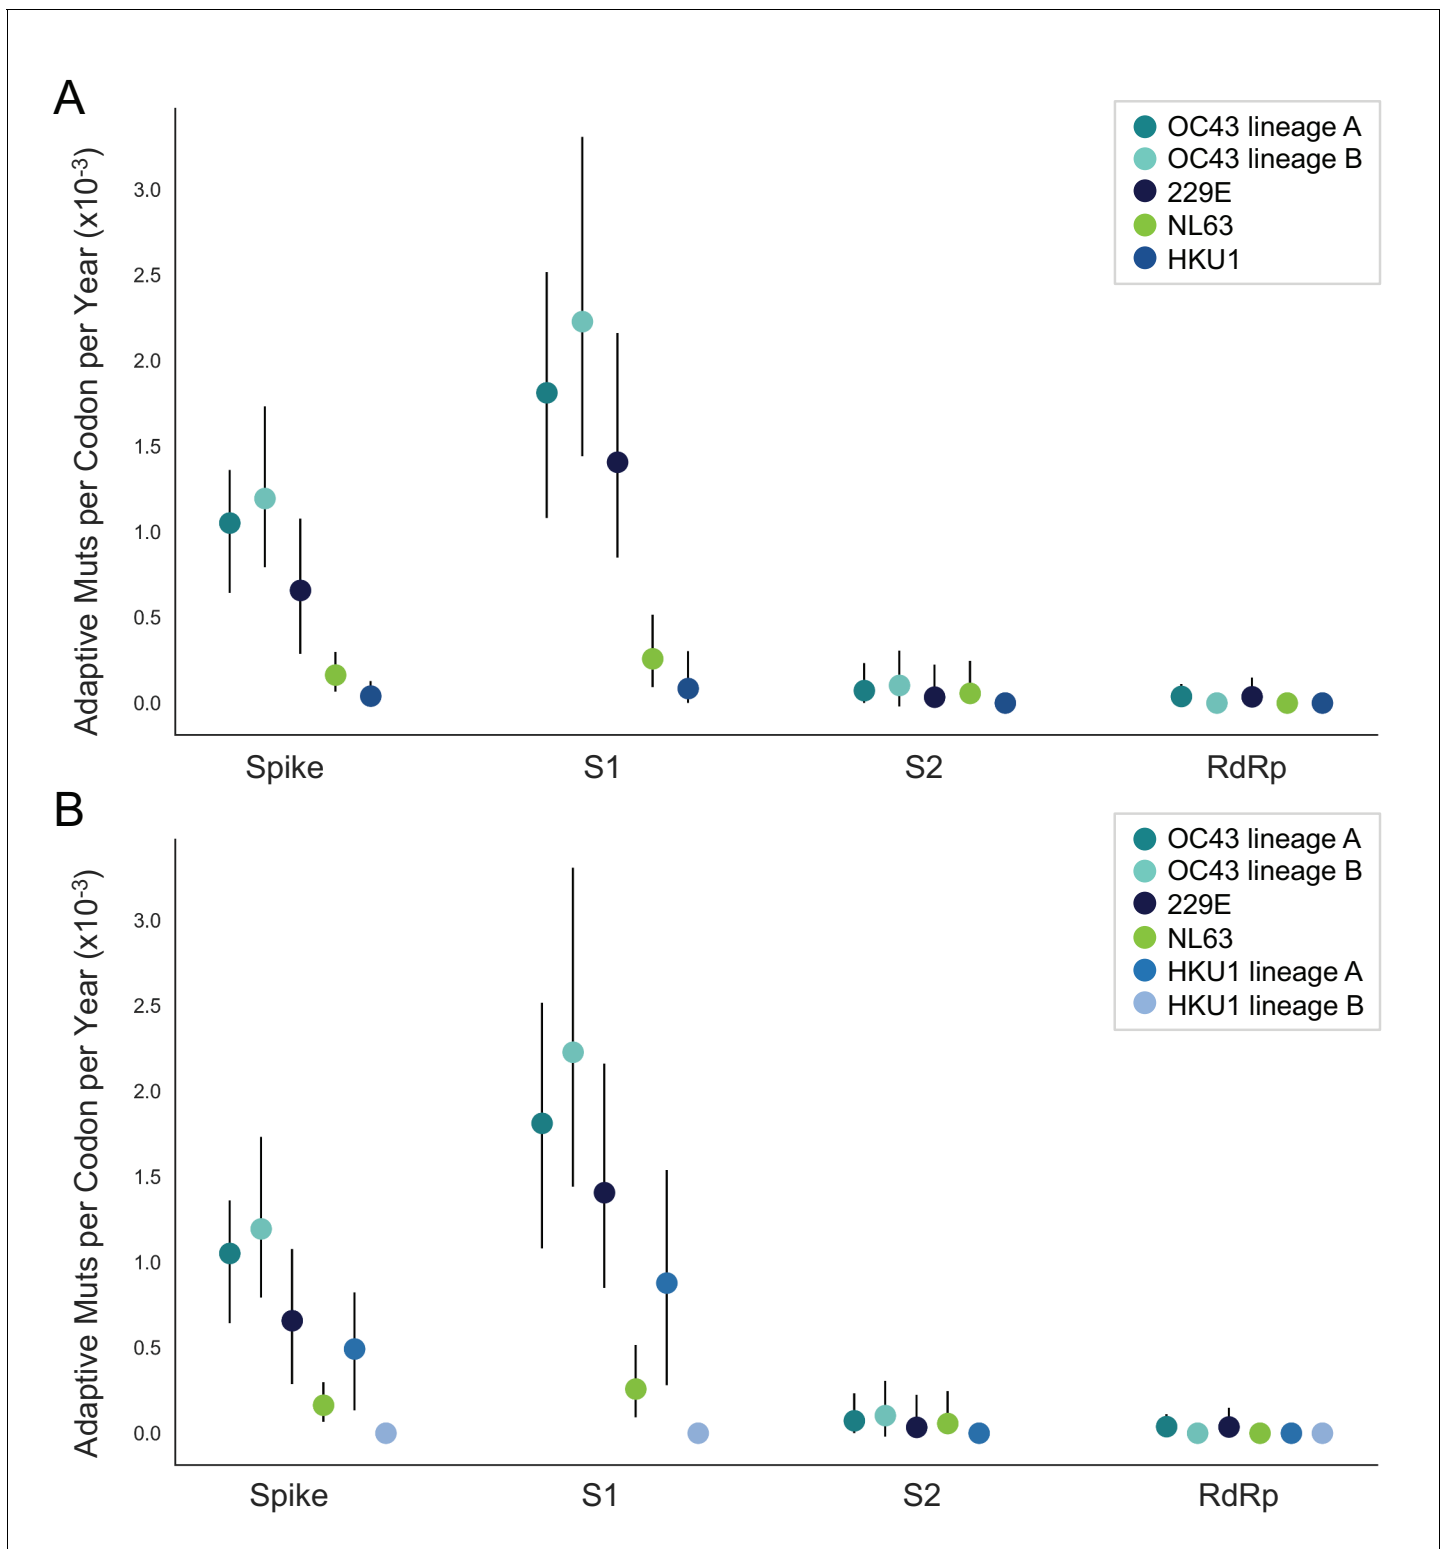 A
Adaptive Muts per Codon per Year (x10-3)
3.0
2.5
2.0
1.5
1.0
0.5
0.0
OC43 lineage A
OC43 lineage B
229E
NL63
HKU1
Spike S1 S2 RdRp
B
Adaptive Muts per Codon per Year (x10-3)
3.0
2.5
2.0
1.5
1.0
0.5
0.0
OC43 lineage A
OC43 lineage B
229E
NL63
HKU1 lineage A
HKU1 lineage B
Spike S1 S2 RdRp